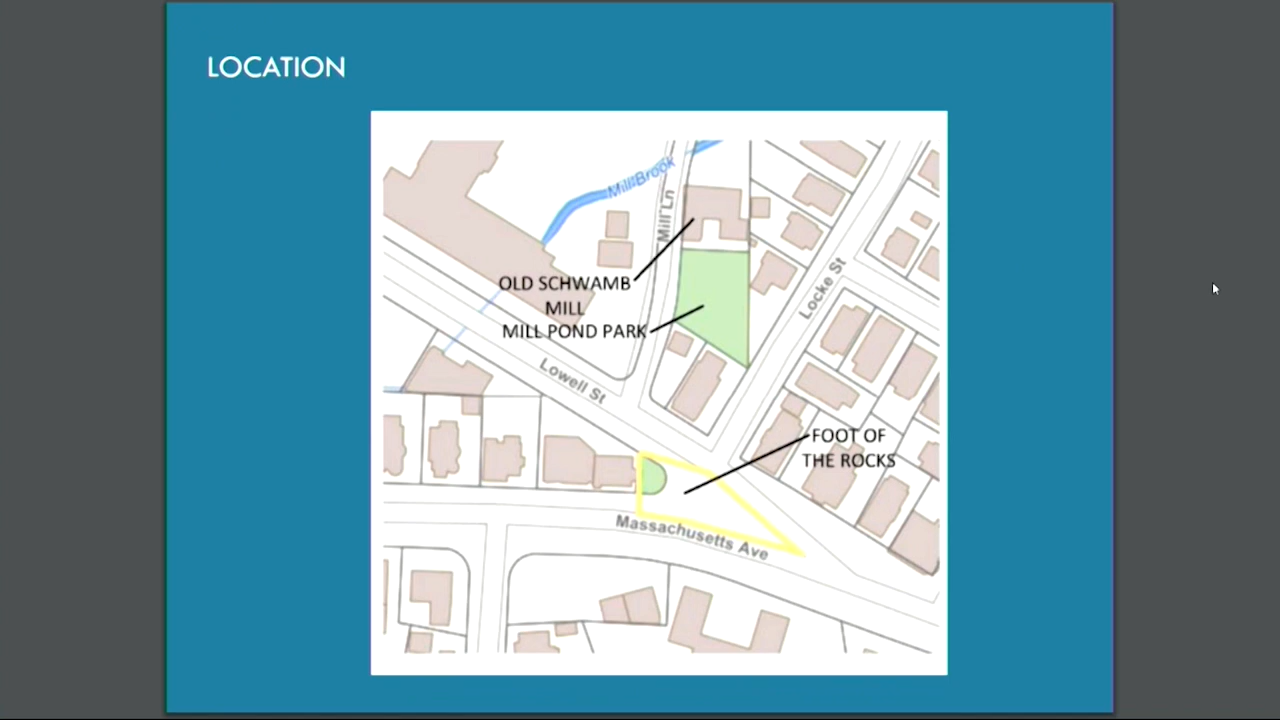 LOCATION
Mill Brook
Mill Ln
OLD SCHWAMB
MILL
MILL POND PARK
Locke St
Lowell St
FOOT OF
THE ROCKS
Massachusetts Ave